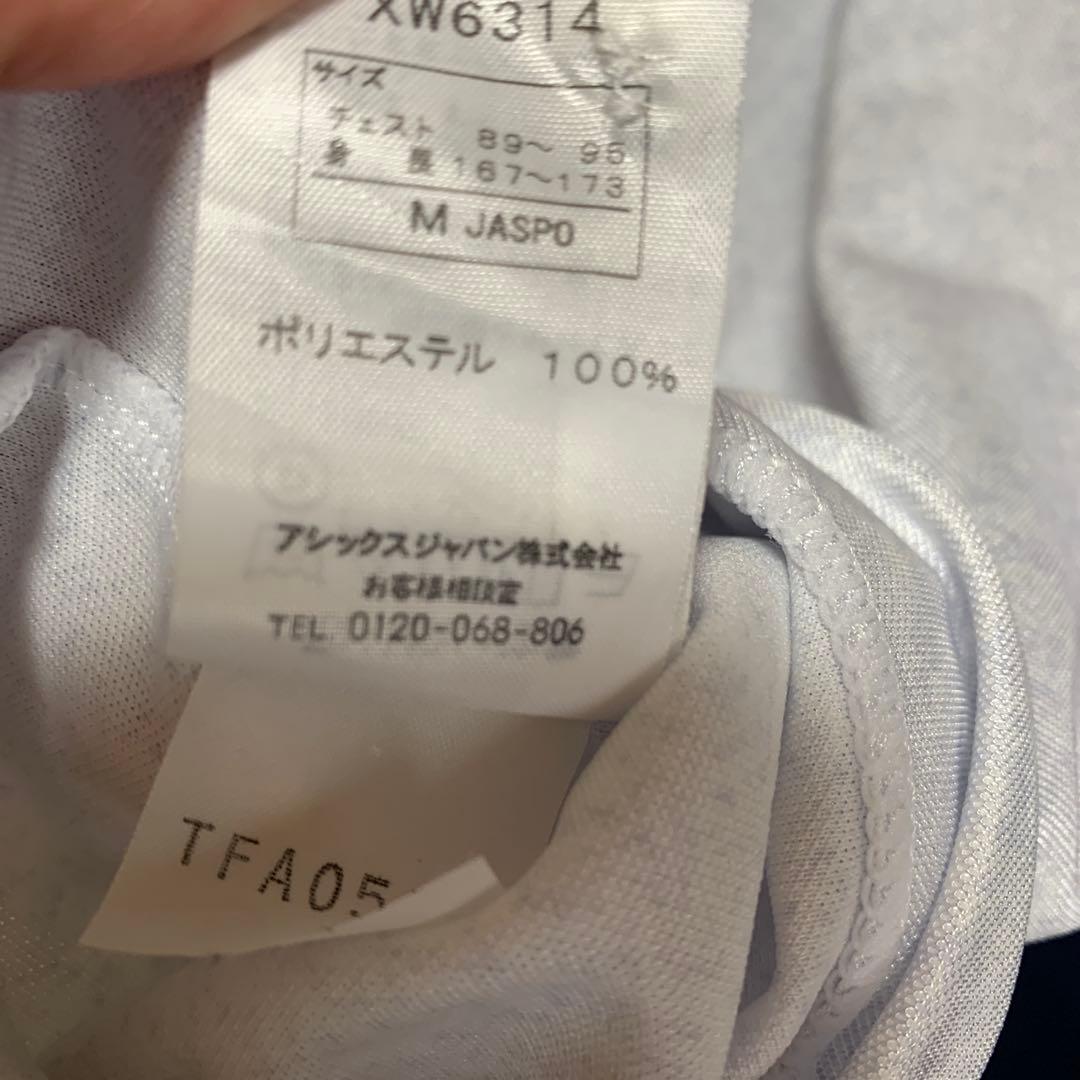 XW6314
サイズ
チェスト 89～ 95
身 長 167～173
M JASPO
ポリエステル 100%
アシックスジャパン株式会社
お客様相談室
TEL. 0120-068-806
TFA05